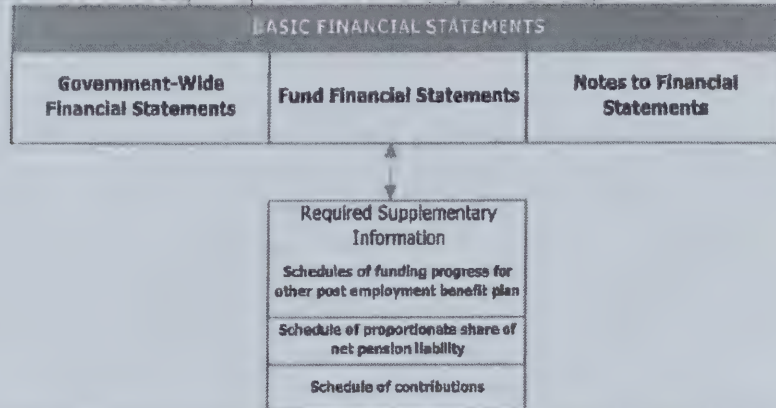 BASIC FINANCIAL STATEMENTS
Government-Wide
Financial Statements
Fund Financial Statements
Notes to Financial
Statements
Required Supplementary
Information
Schedules of funding progress for
other post employment benefit plan
Schedule of proportionate share of
net pension liability
Schedule of contributions